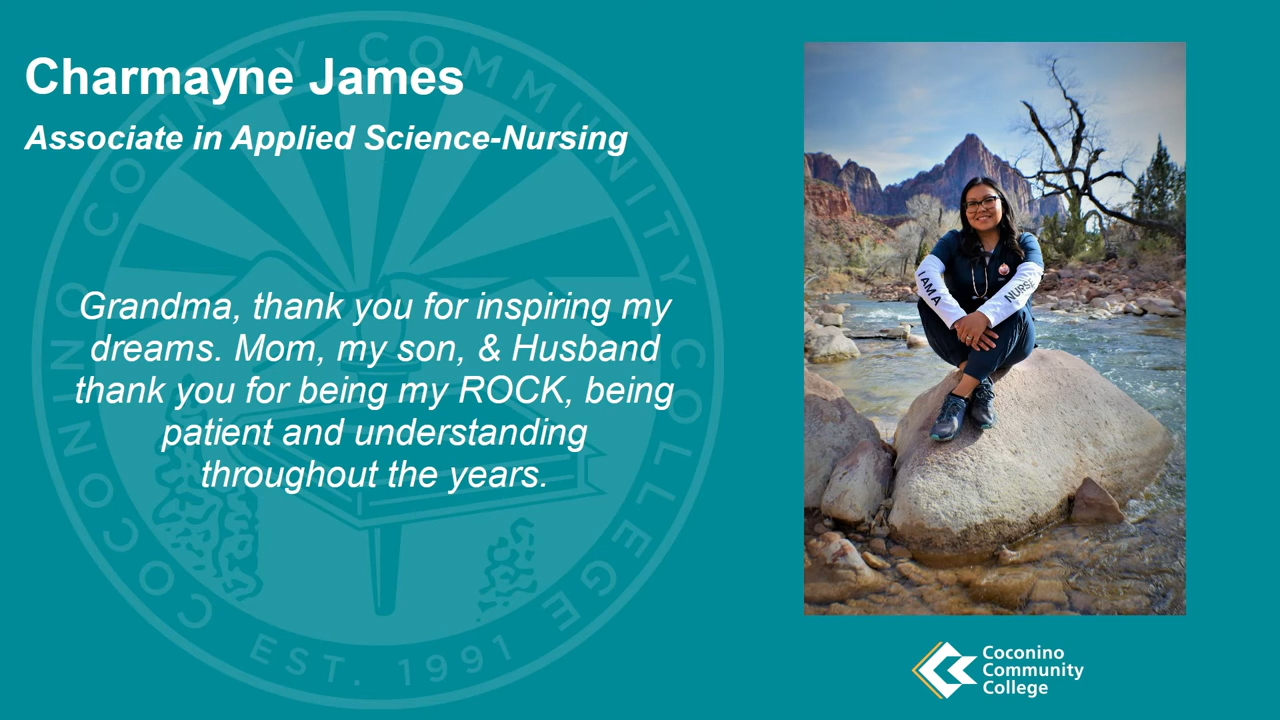 Charmayne James
Associate in Applied Science-Nursing
Grandma, thank you for inspiring my
dreams. Mom, my son, & Husband
thank you for being my ROCK, being
patient and understanding
throughout the years.
COCONINO COUNTY COMMUNITY COLLEGE
EST. 1991
I AM A
NURSE
Coconino
Community
College